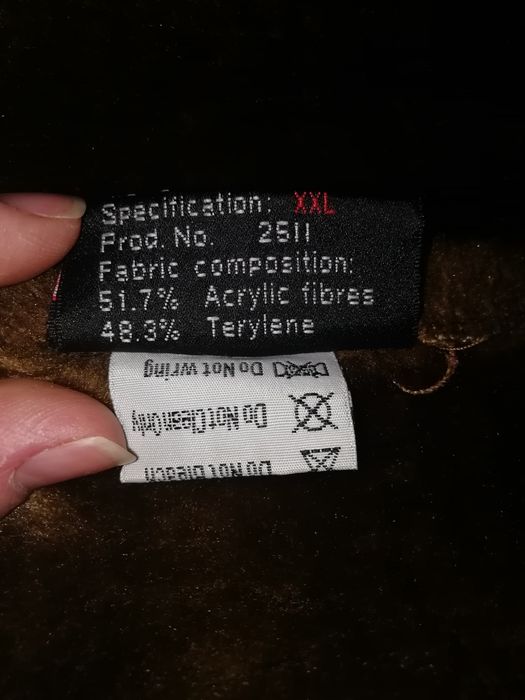 Specification: XXL
Prod. No. 2511
Fabric composition:
51.7% Acrylic fibres
48.3% Terylene
Do Not wring
Do Not Clean Only
Do Not Bleach